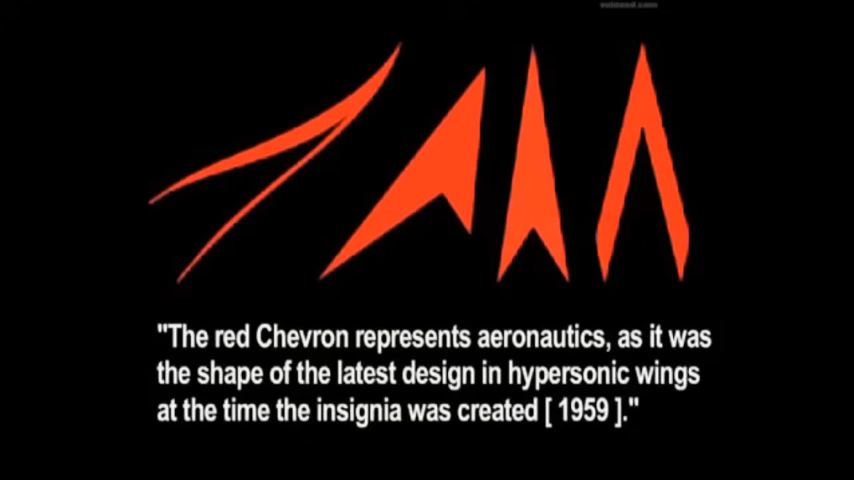 "The red Chevron represents aeronautics, as it was
the shape of the latest design in hypersonic wings
at the time the insignia was created [ 1959 ]."